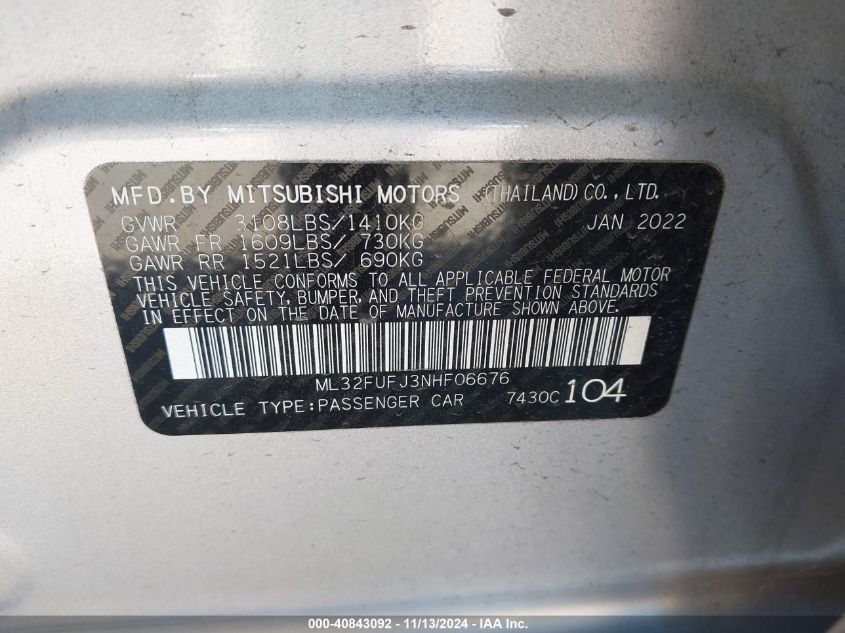 MFD.BY MITSUBISHI MOTORS (THAILAND)CO.,LTD.
GVWR 3108LBS/1410KG JAN 2022
GAWR FR 1609LBS/ 730KG
GAWR RR 1521LBS/ 690KG
THIS VEHICLE CONFORMS TO ALL APPLICABLE FEDERAL MOTOR
VEHICLE SAFETY, BUMPER, AND THEFT PREVENTION STANDARDS
IN EFFECT ON THE DATE OF MANUFACTURE SHOWN ABOVE.
ML32FUFJ3NHF06676
VEHICLE TYPE:PASSENGER CAR 7430C 104
000-40843092 - 11/13/2024 - IAA Inc.